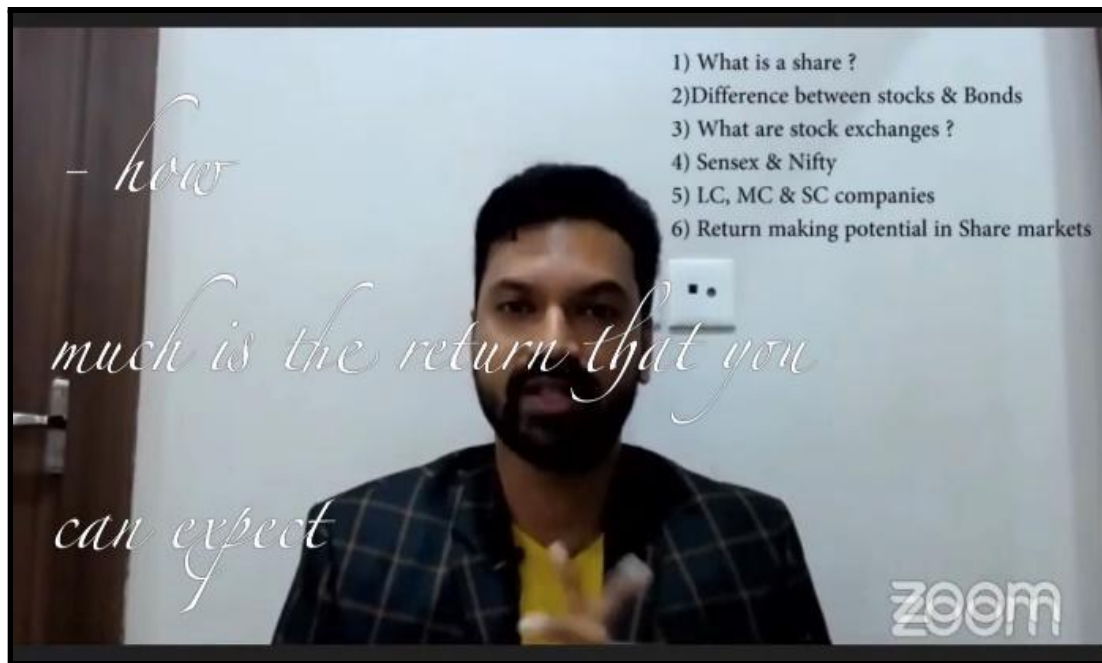 1) What is a share ?
2)Difference between stocks & Bonds
3) What are stock exchanges ?
4) Sensex & Nifty
5) LC, MC & SC companies
6) Return making potential in Share markets
- how
much is the return that you
can expect
zoom